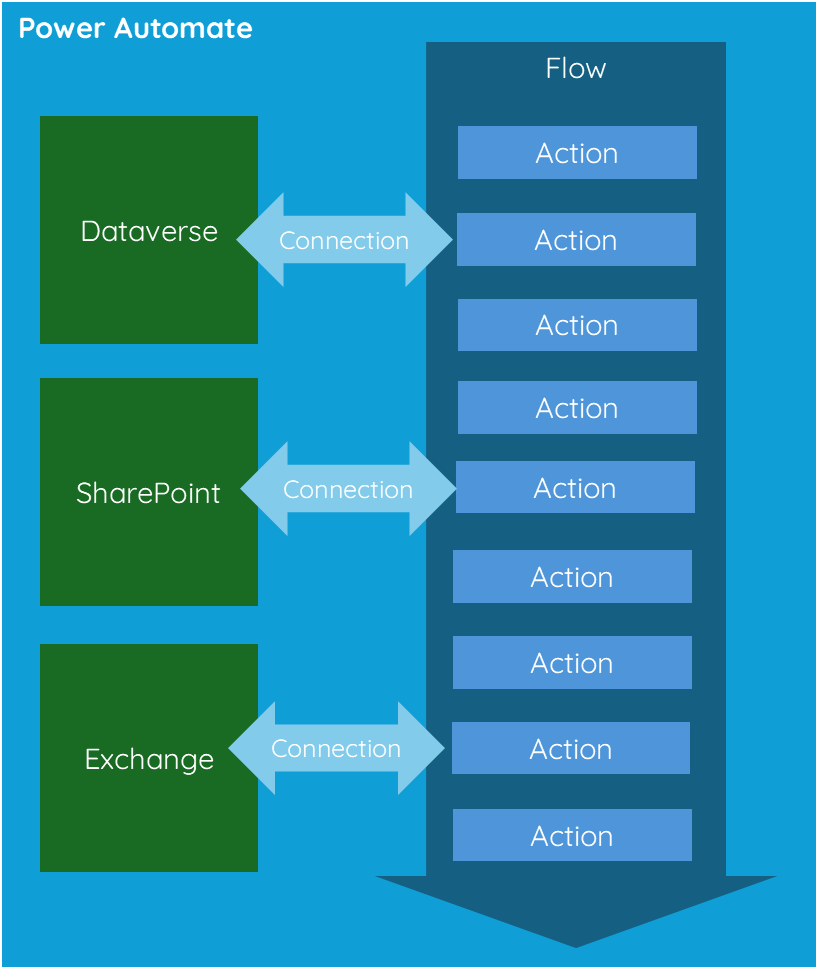 Power Automate
Flow
Action
Dataverse
Connection
Action
Action
Action
SharePoint
Connection
Action
Action
Action
Exchange
Connection
Action
Action